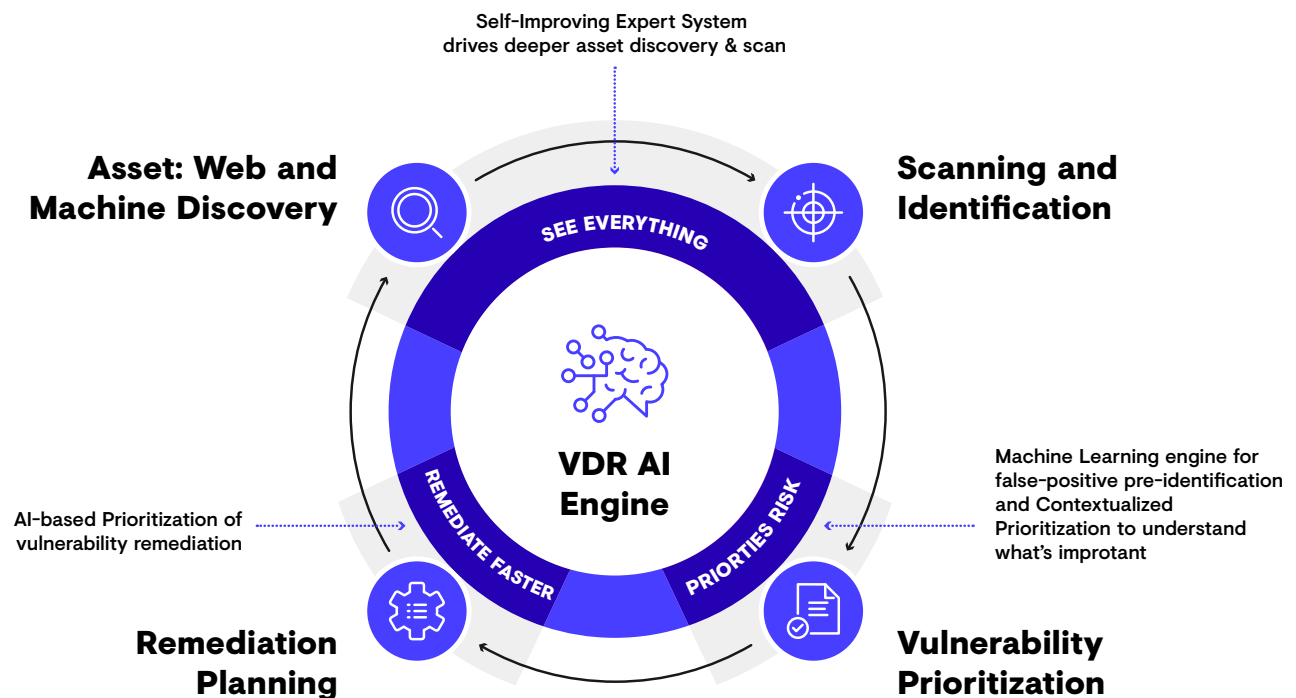 Self-Improving Expert System
drives deeper asset discovery & scan
Asset: Web and
Machine Discovery
Scanning and
Identification
SEE EVERYTHING
VDR AI
Engine
REMEDIATE FASTER
PRIORTIES RISK
AI-based Prioritization of
vulnerability remediation
Machine Learning engine for
false-positive pre-identification
and Contextualized
Prioritization to understand
what's improtant
Remediation
Planning
Vulnerability
Prioritization